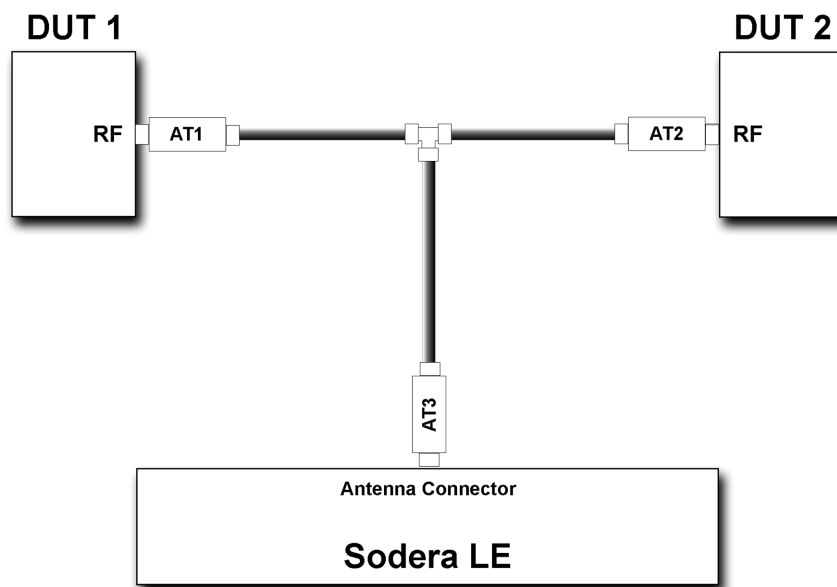 DUT 1
DUT 2
RF
AT1
AT2
RF
AT3
Antenna Connector
Sodera LE